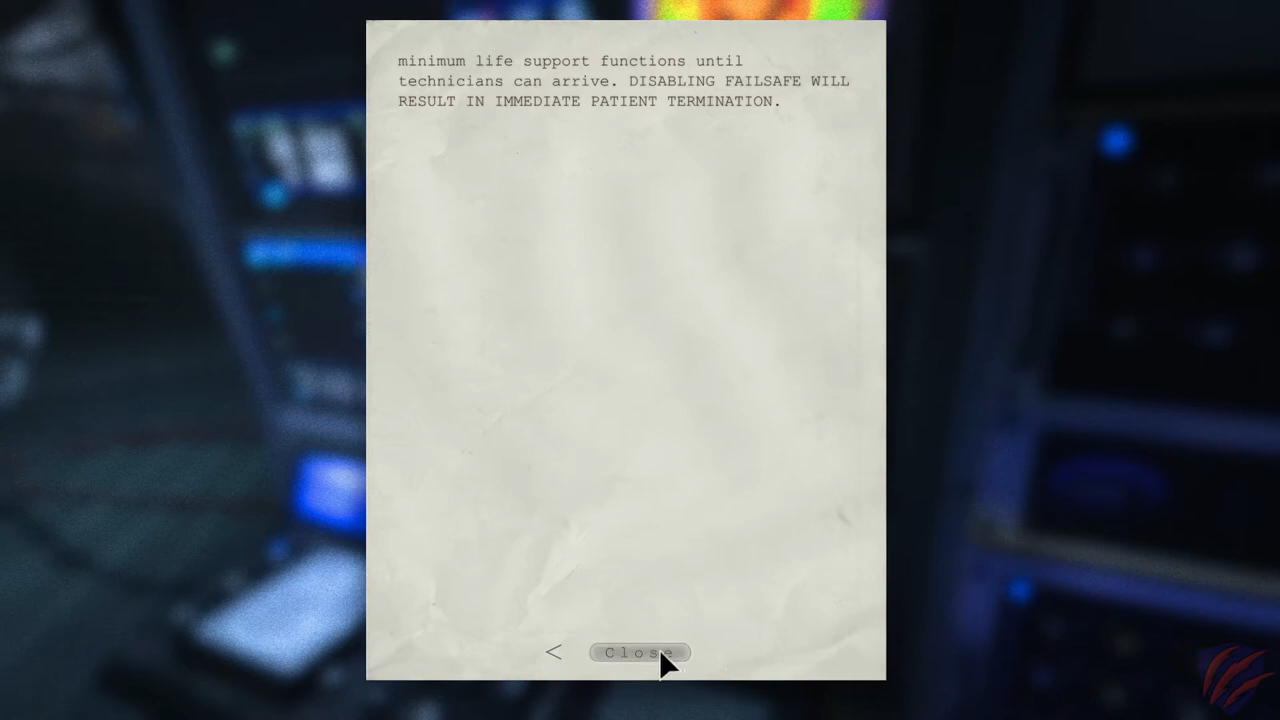 minimum life support functions until
technicians can arrive. DISABLING FAILSAFE WILL
RESULT IN IMMEDIATE PATIENT TERMINATION.
< Close